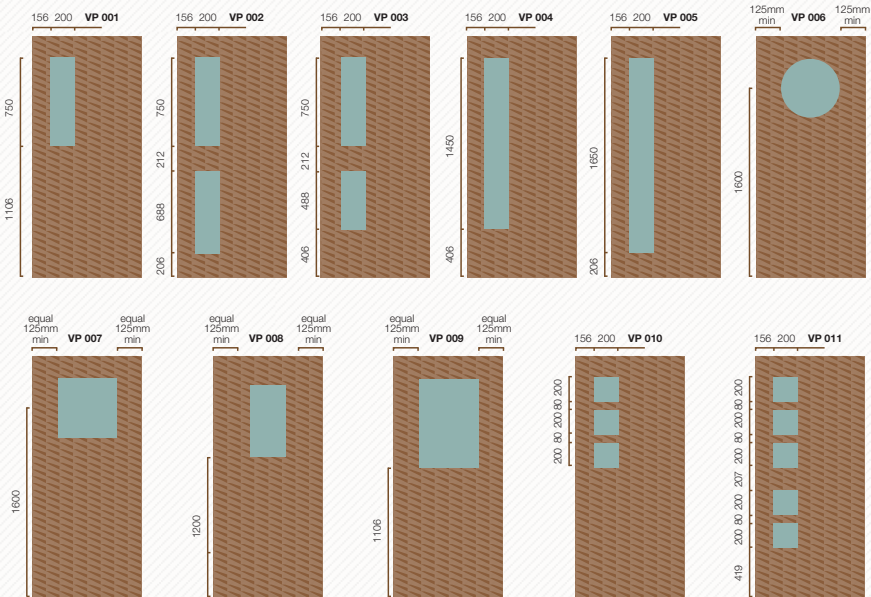 156 200 VP 001
750
1106
156 200 VP 002
750
212
688
206
156 200 VP 003
750
212
488
406
156 200 VP 004
1450
406
156 200 VP 005
1650
206
125mm
min
VP 006
125mm
min
1600
equal
125mm
min
VP 007
equal
125mm
min
1600
equal
125mm
min
VP 008
equal
125mm
min
1200
equal
125mm
min
VP 009
equal
125mm
min
1106
156 200 VP 010
200
80
200
80
200
156 200 VP 011
200
80
200
80
200
207
200
80
200
419